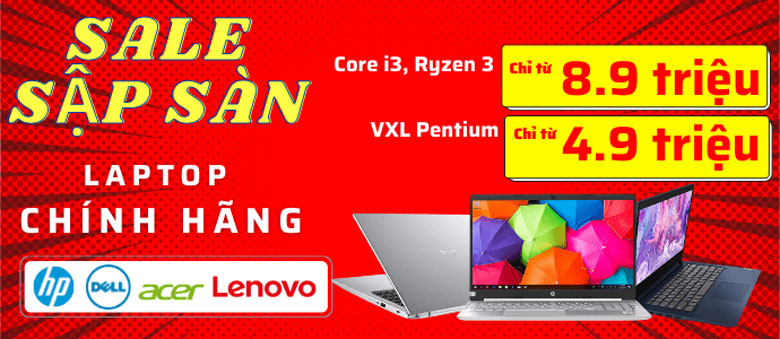 SALE
SẬP SÀN
LAPTOP
CHÍNH HÃNG
hp DELL acer Lenovo
Core i3, Ryzen 3 Chỉ từ 8.9 triệu
VXL Pentium Chỉ từ 4.9 triệu